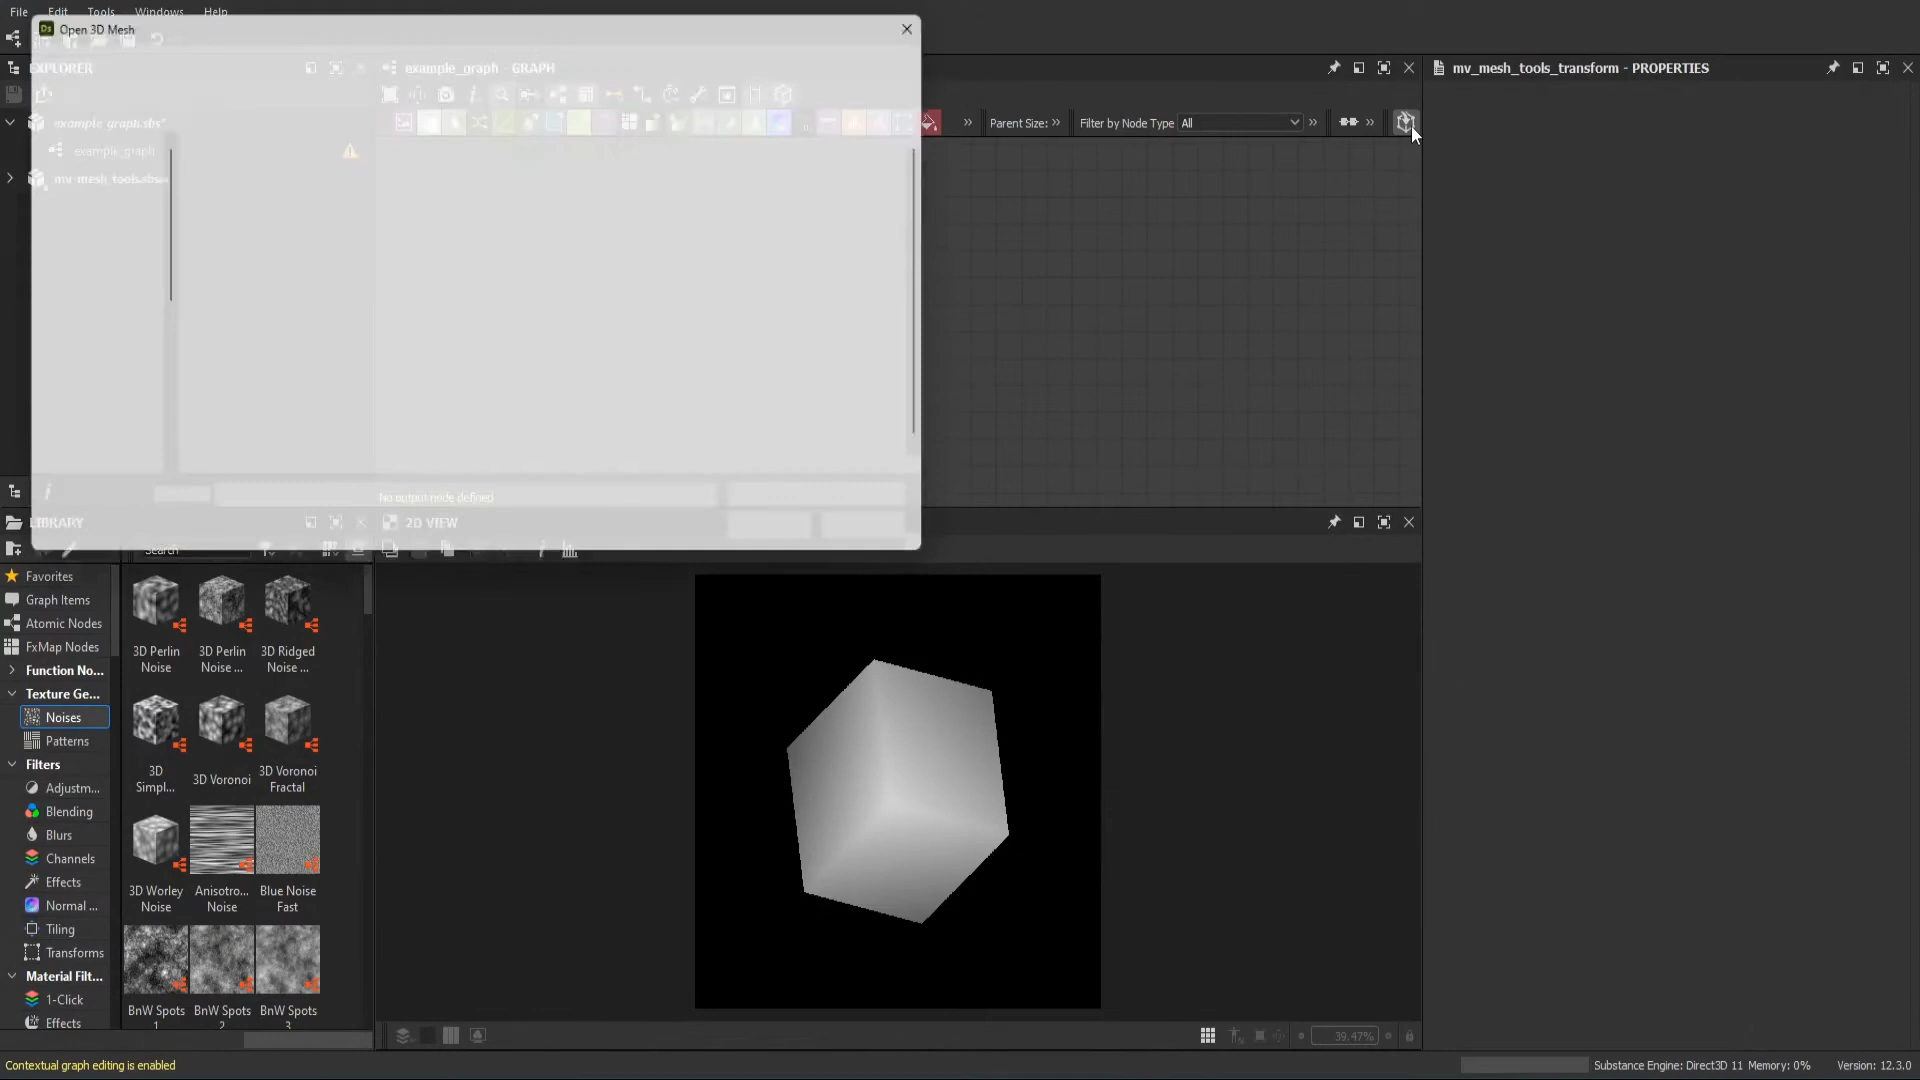 File Edit Tools Windows Help
Open 3D Mesh
EXPLORER
example_graph - GRAPH
mv_mesh_tools_transform - PROPERTIES
example_graph.sbs*
Parent Size:
Filter by Node Type All
example_graph
mv_mesh_tools.sbs
No output node defined
LIBRARY
2D VIEW
Search
Favorites
Graph Items
Atomic Nodes
FxMap Nodes
Function No...
Texture Ge...
Noises
Patterns
Filters
Adjustm...
Blending
Blurs
Channels
Effects
Normal ...
Tiling
Transforms
Material Filt...
1-Click
Effects
3D Perlin Noise
3D Perlin Noise ...
3D Ridged Noise ...
3D Simpl...
3D Voronoi
3D Voronoi Fractal
3D Worley Noise
Anisotro... Noise
Blue Noise Fast
BnW Spots 1
BnW Spots 2
BnW Spots 3
39.47%
Contextual graph editing is enabled
Substance Engine: Direct3D 11 Memory: 0%
Version: 12.3.0